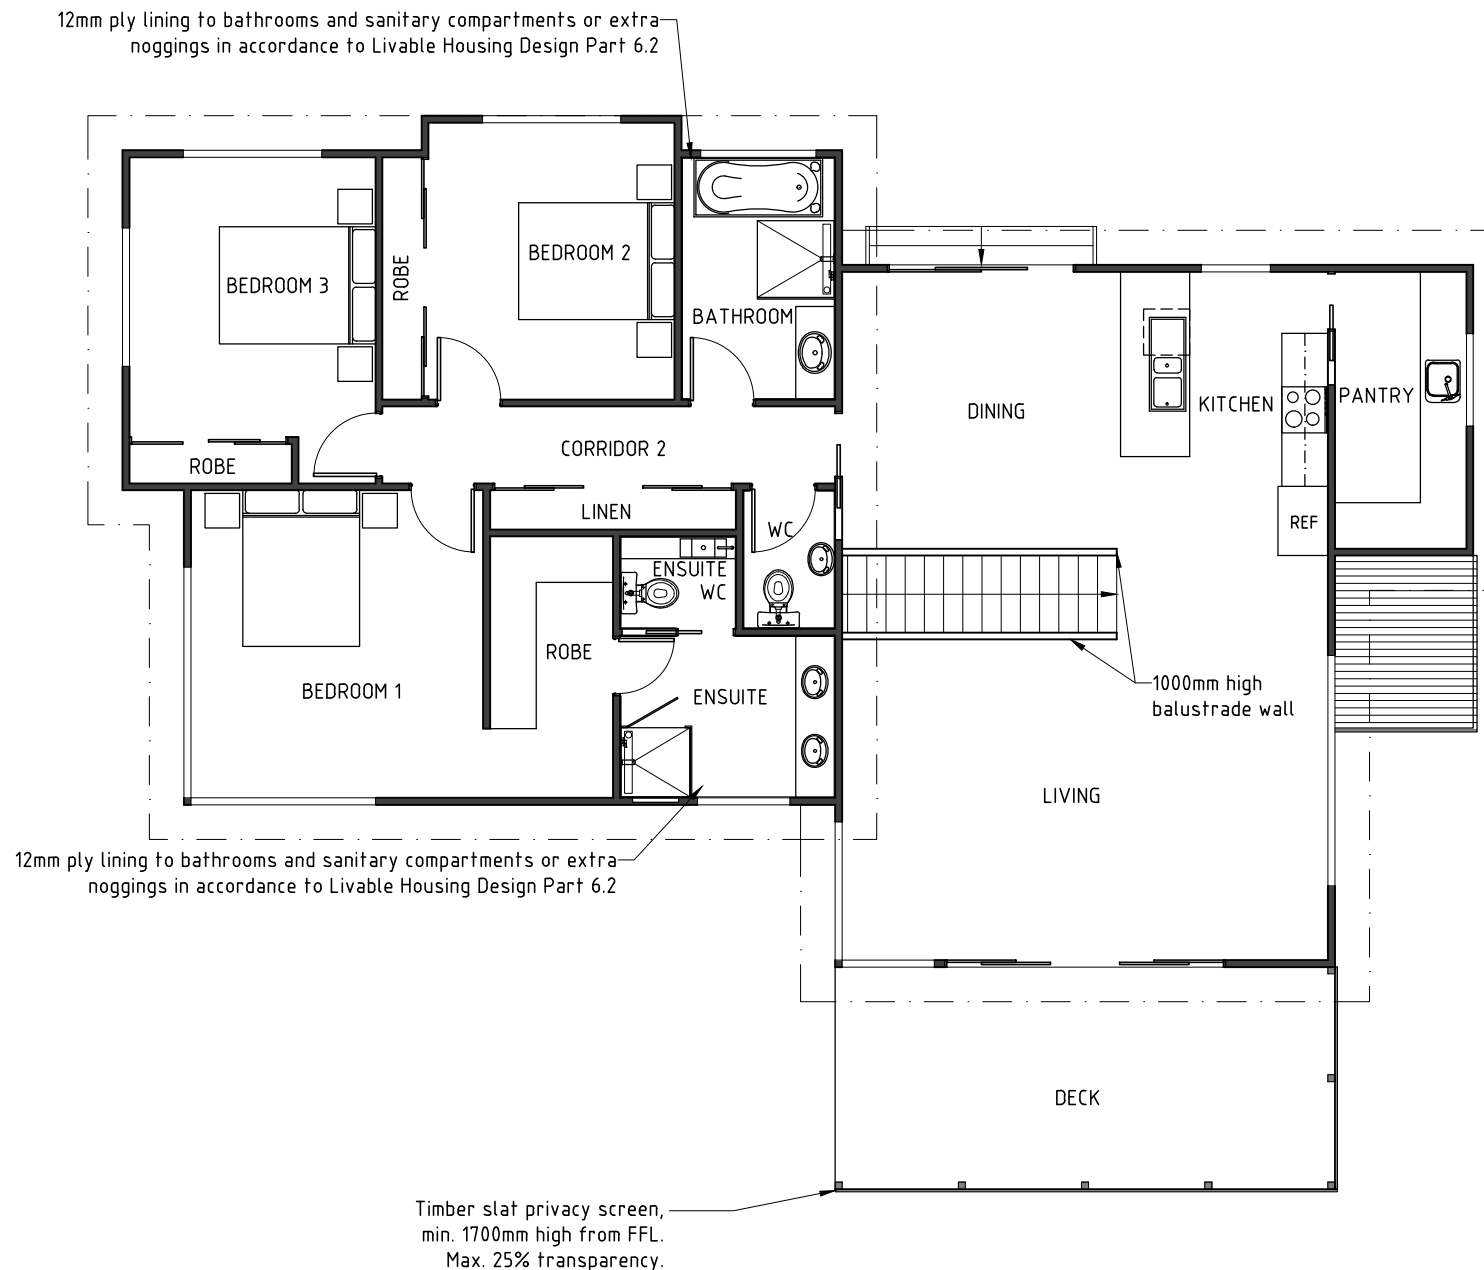 12mm ply lining to bathrooms and sanitary compartments or extra
noggings in accordance to Livable Housing Design Part 6.2
BEDROOM 3
ROBE
BEDROOM 2
BATHROOM
DINING
KITCHEN
PANTRY
REF
ROBE
CORRIDOR 2
LINEN
WC
ENSUITE
WC
ROBE
BEDROOM 1
ENSUITE
1000mm high
balustrade wall
LIVING
12mm ply lining to bathrooms and sanitary compartments or extra
noggings in accordance to Livable Housing Design Part 6.2
DECK
Timber slat privacy screen,
min. 1700mm high from FFL.
Max. 25% transparency.